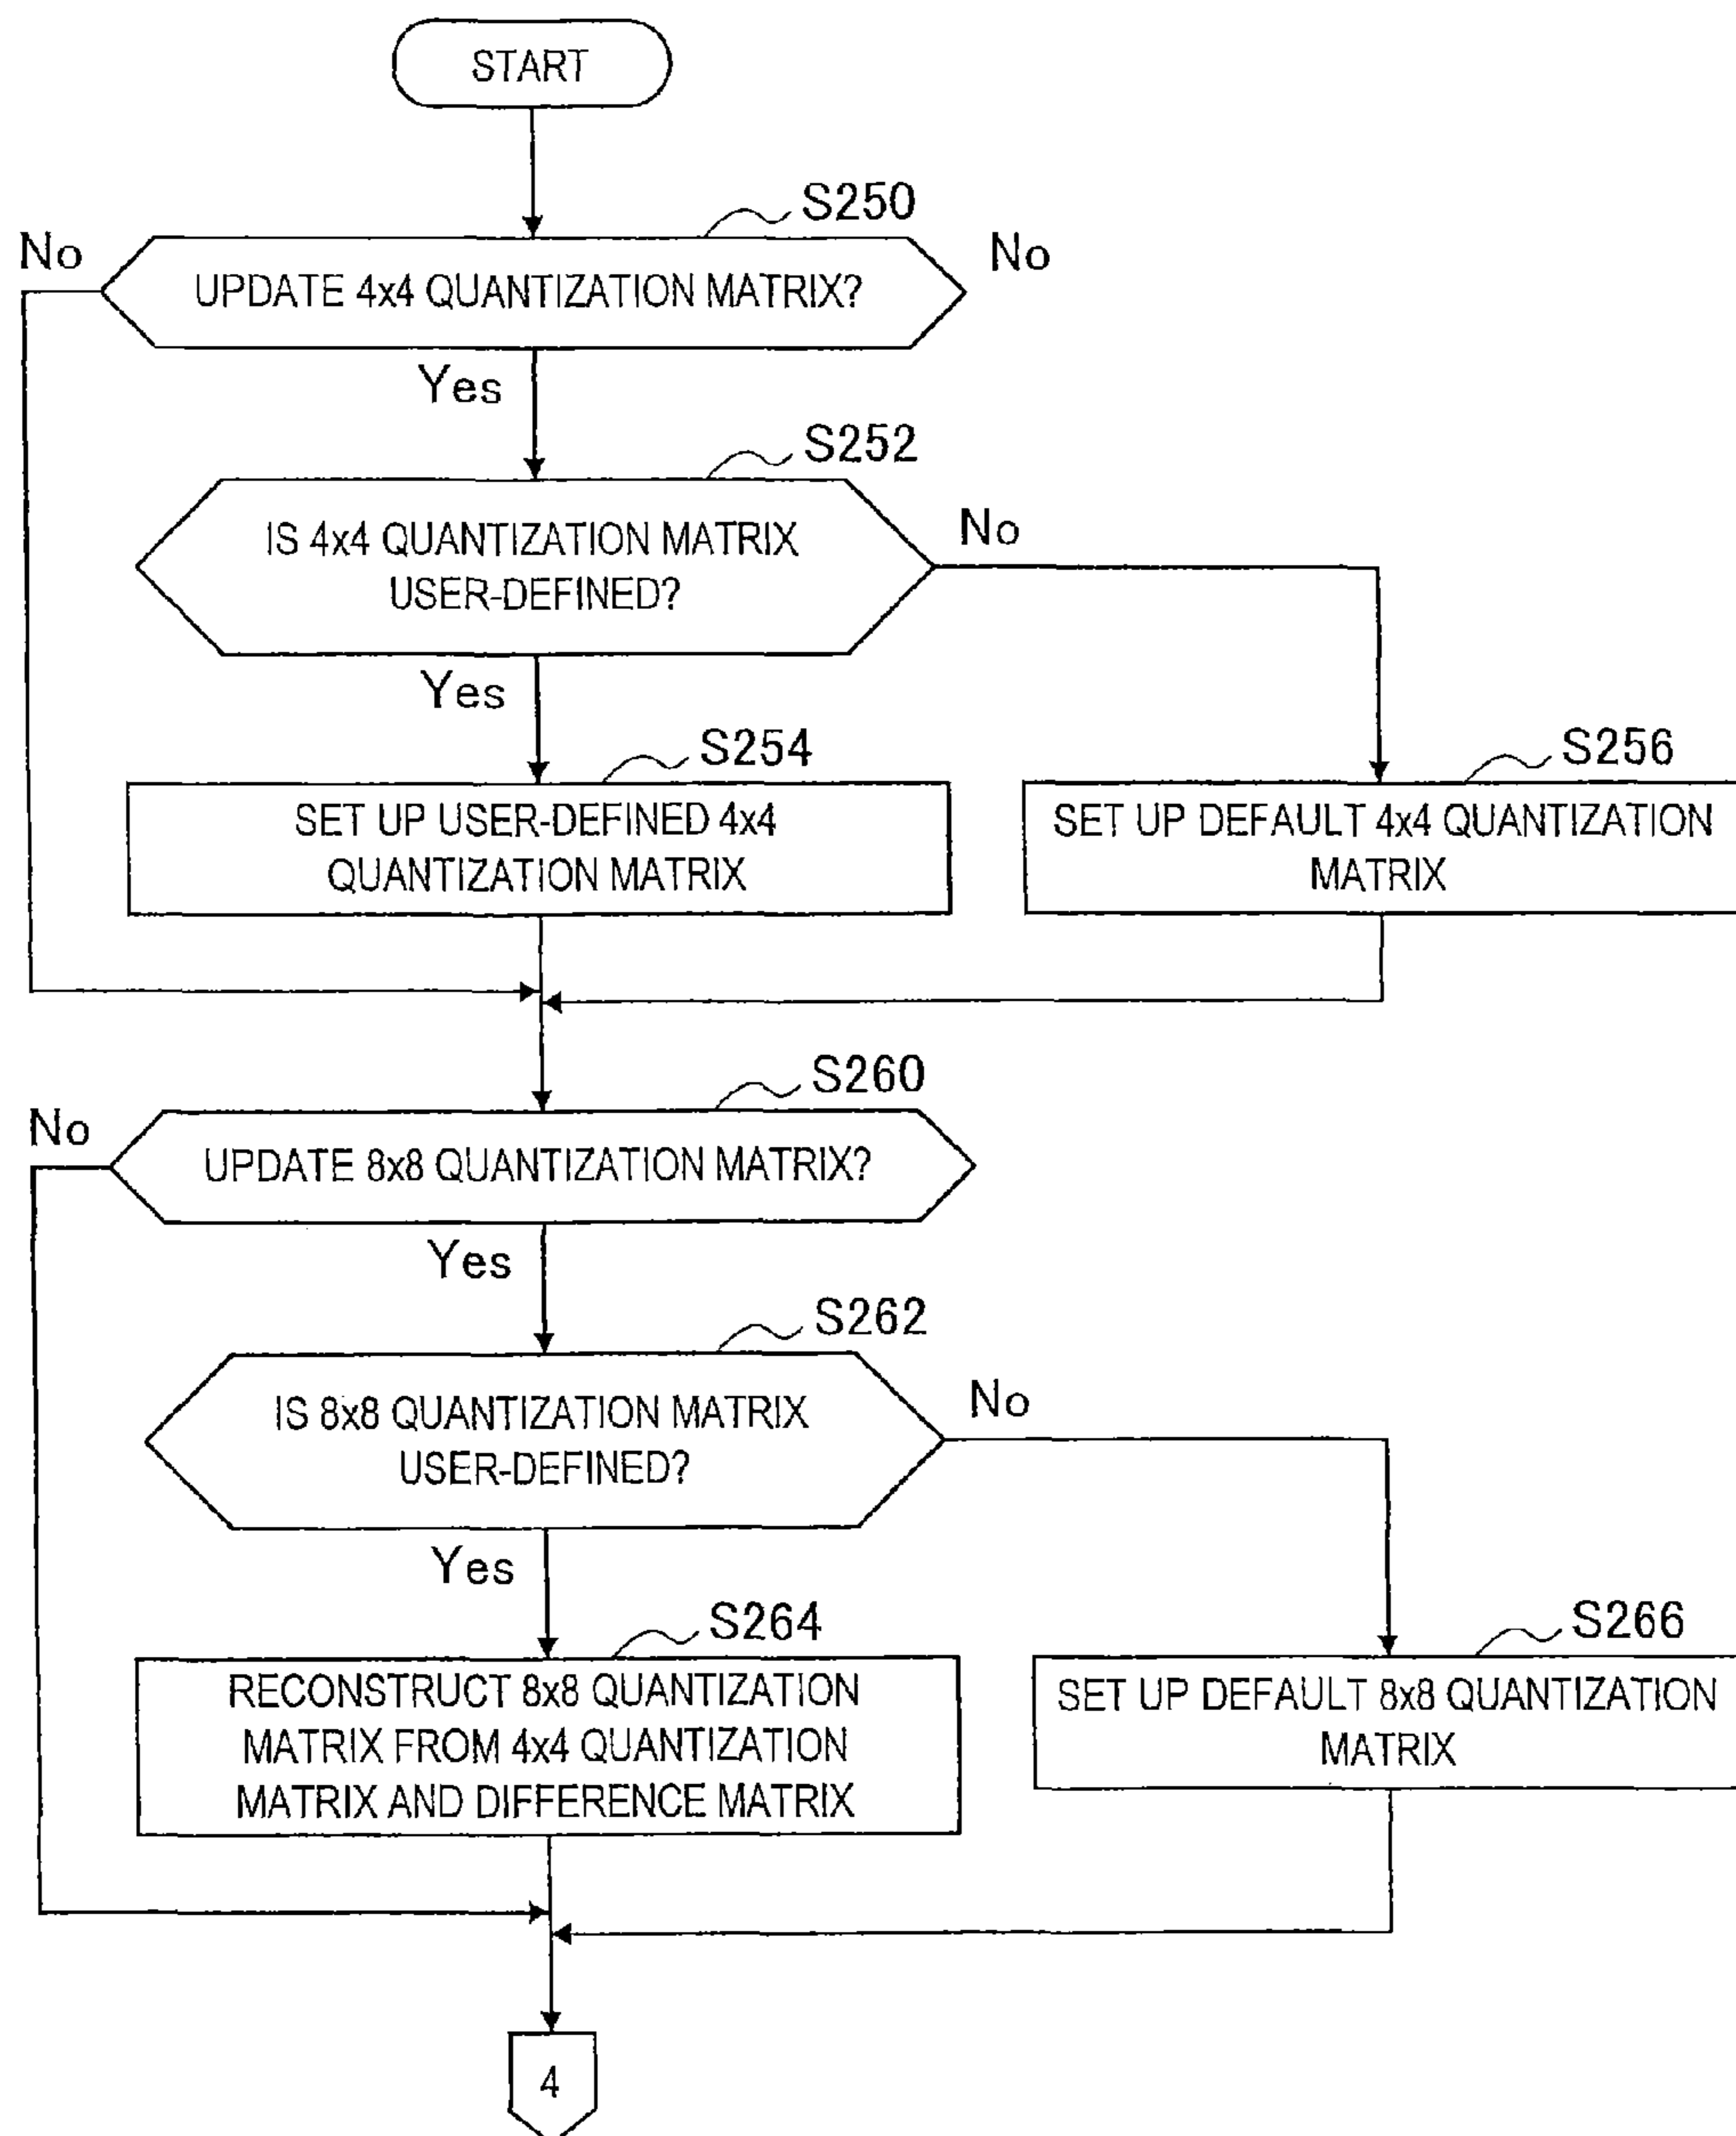 START
S250
No
No
UPDATE 4x4 QUANTIZATION MATRIX?
Yes
S252
IS 4x4 QUANTIZATION MATRIX
USER-DEFINED?
No
Yes
S254
S256
SET UP USER-DEFINED 4x4
QUANTIZATION MATRIX
SET UP DEFAULT 4x4 QUANTIZATION
MATRIX
S260
No
UPDATE 8x8 QUANTIZATION MATRIX?
Yes
S262
IS 8x8 QUANTIZATION MATRIX
USER-DEFINED?
No
Yes
S264
S266
RECONSTRUCT 8x8 QUANTIZATION
MATRIX FROM 4x4 QUANTIZATION
MATRIX AND DIFFERENCE MATRIX
SET UP DEFAULT 8x8 QUANTIZATION
MATRIX
4